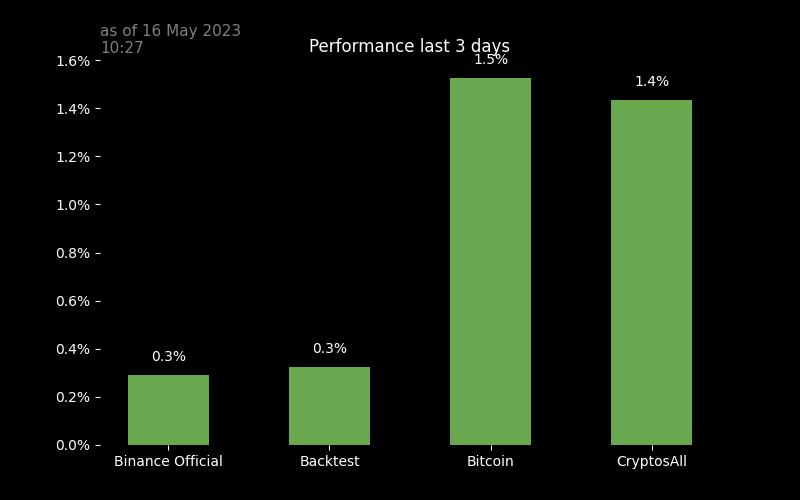 as of 16 May 2023
10:27
Performance last 3 days
1.6%
1.4%
1.2%
1.0%
0.8%
0.6%
0.4%
0.2%
0.0%
0.3%
0.3%
1.5%
1.4%
Binance Official
Backtest
Bitcoin
CryptosAll